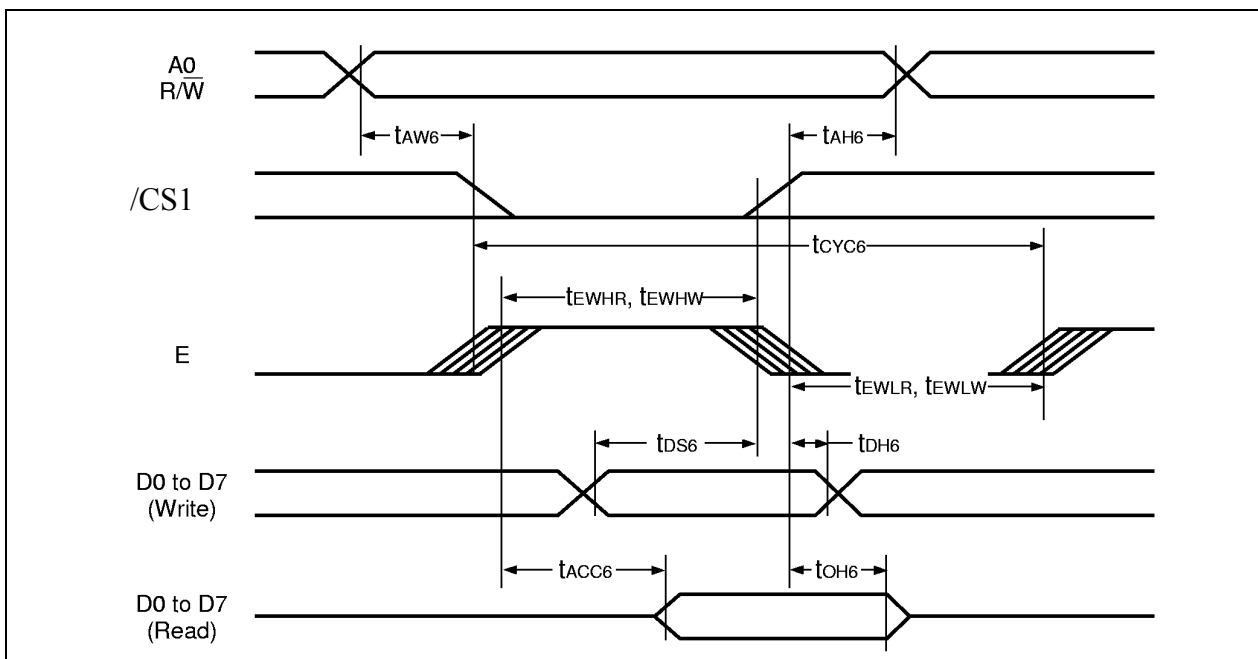 A0
R/W̅
tAW6
tAH6
/CS1
tCYC6
tEWHR, tEWHW
E
tEWLR, tEWLW
tDS6
tDH6
D0 to D7
(Write)
tACC6
tOH6
D0 to D7
(Read)